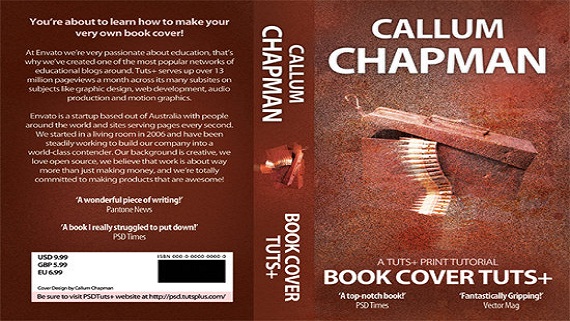 You're about to learn how to make your
very own book cover!
At Envato we're very passionate about education, that's
why we've created one of the most popular networks of
educational blogs around. Tuts+ serves up over 13
million pageviews a month across its many subsites on
subjects like graphic design, web development, audio
production and motion graphics.
Envato is a startup based out of Australia with people
around the world and sites serving pages every second.
We started in a living room in 2006 and have been
steadily working to build our company into a
world-class contender. Our background is creative, we
love open source, we believe that work is about way
more than just making money, and we're totally
committed to making products that are awesome!
'A wonderful piece of writing!'
Pantone News
'A book I really struggled to put down!'
PSD Times
USD 9.99
GBP 5.99
EU 6.99
ISBN 000-0-0000-0000-0
Cover Design by Callum Chapman
Be sure to visit PSDTuts+ website at http://psd.tutsplus.com/
CALLUM
CHAPMAN
BOOK COVER
TUTS+
CALLUM
CHAPMAN
A TUTS+ PRINT TUTORIAL
BOOK COVER TUTS+
'A top-notch book!'
PSD Times
'Fantastically Gripping!'
Vector Mag